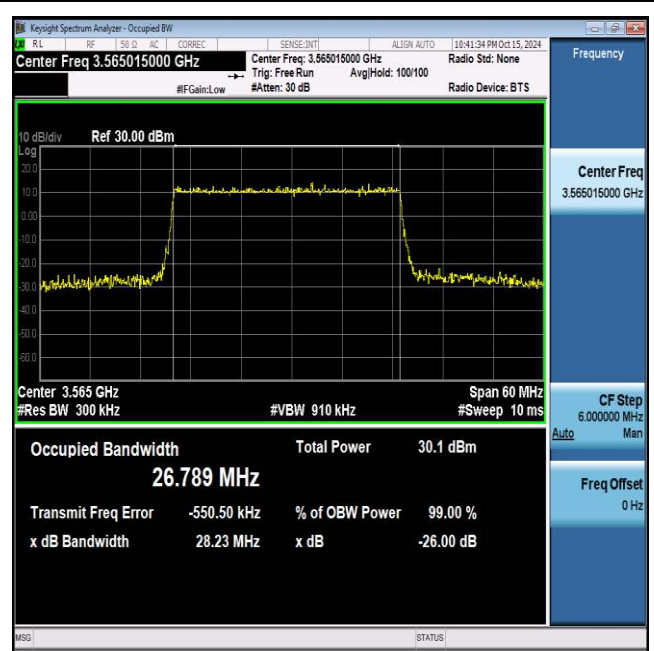 Keysight Spectrum Analyzer - Occupied BW
RL RF 50 Ω AC CORREC SENSE:INT ALIGN AUTO 10:41:34 PM Oct 15, 2024
Center Freq 3.565015000 GHz
Center Freq: 3.565015000 GHz Radio Std: None
Trig: Free Run Avg|Hold: 100/100
#IFGain:Low #Atten: 30 dB Radio Device: BTS
Frequency
10 dB/div Ref 30.00 dBm
Log
20.0
10.0
0.00
-10.0
-20.0
-30.0
-40.0
-50.0
-60.0
Center 3.565 GHz Span 60 MHz
#Res BW 300 kHz #VBW 910 kHz #Sweep 10 ms
Center Freq
3.565015000 GHz
CF Step
6.000000 MHz
Auto Man
Freq Offset
0 Hz
Occupied Bandwidth Total Power 30.1 dBm
26.789 MHz
Transmit Freq Error -550.50 kHz % of OBW Power 99.00 %
x dB Bandwidth 28.23 MHz x dB -26.00 dB
MSG STATUS